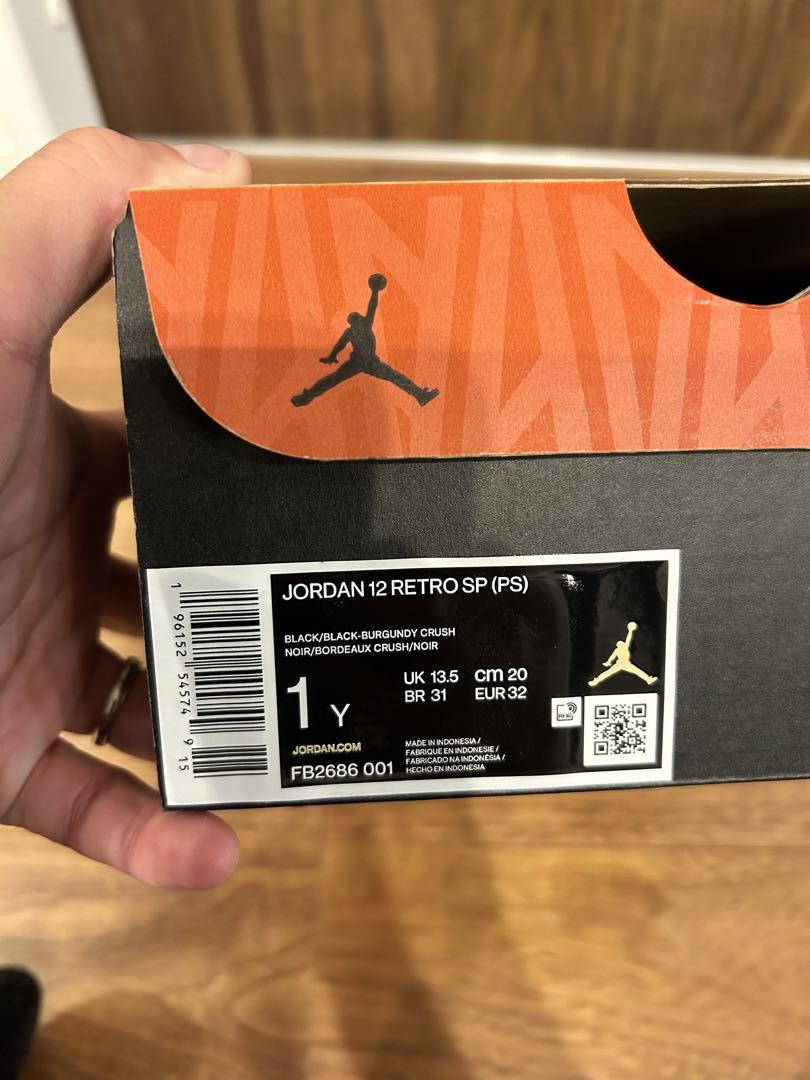 JORDAN 12 RETRO SP (PS)
BLACK/BLACK-BURGUNDY CRUSH
NOIR/BORDEAUX CRUSH/NOIR
1 Y
UK 13.5 cm 20
BR 31 EUR 32
JORDAN.COM
FB2686 001
MADE IN INDONESIA /
FABRIQUE EN INDONESIE /
FABRICADO NA INDONÉSIA /
HECHO EN INDONESIA
RFID
1 96152 54574 9 15